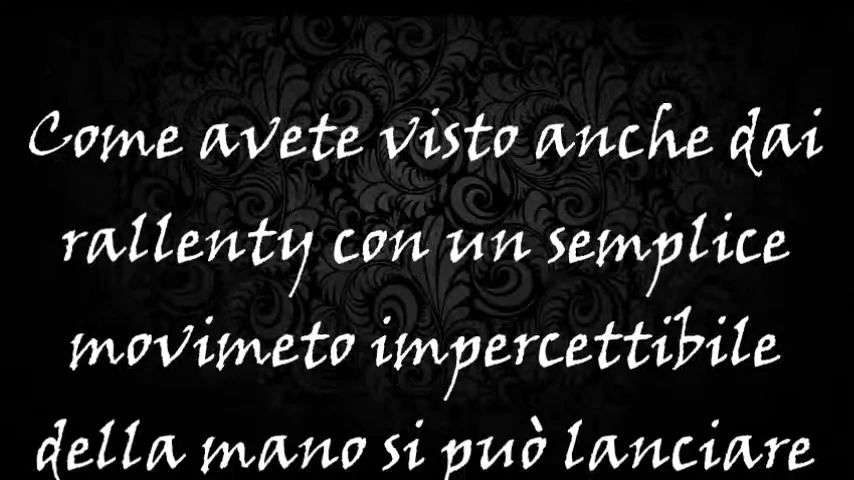 Come avete visto anche dai
rallenty con un semplice
movimeto impercettibile
della mano si può lanciare